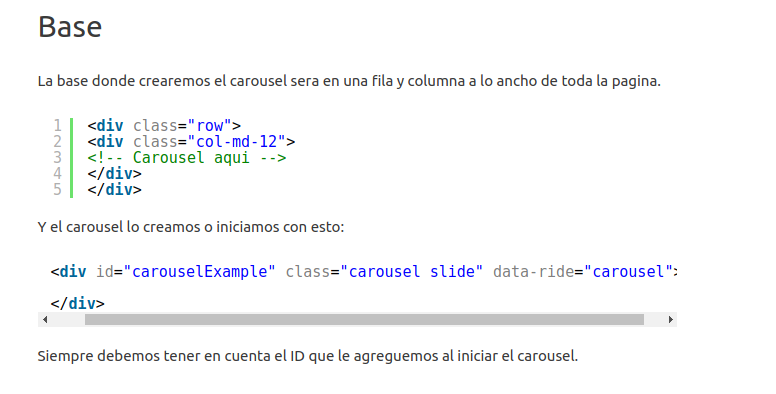 Base
La base donde crearemos el carousel sera en una fila y columna a lo ancho de toda la pagina.
1 <div class="row">
2 <div class="col-md-12">
3 <!-- Carousel aqui -->
4 </div>
5 </div>
Y el carousel lo creamos o iniciamos con esto:
<div id="carouselExample" class="carousel slide" data-ride="carousel">
</div>
Siempre debemos tener en cuenta el ID que le agreguemos al iniciar el carousel.